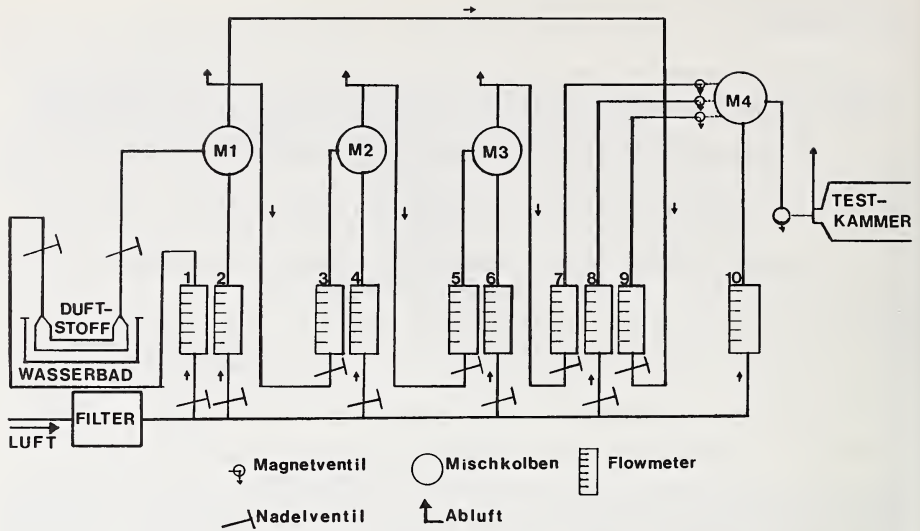 M1
M2
M3
M4
TEST-
KAMMER
1
2
3
4
5
6
7
8
9
10
DUFT-
STOFF
WASSERBAD
FILTER
LUFT
Magnetventil
Mischkolben
Flowmeter
Nadelventil
Abluft